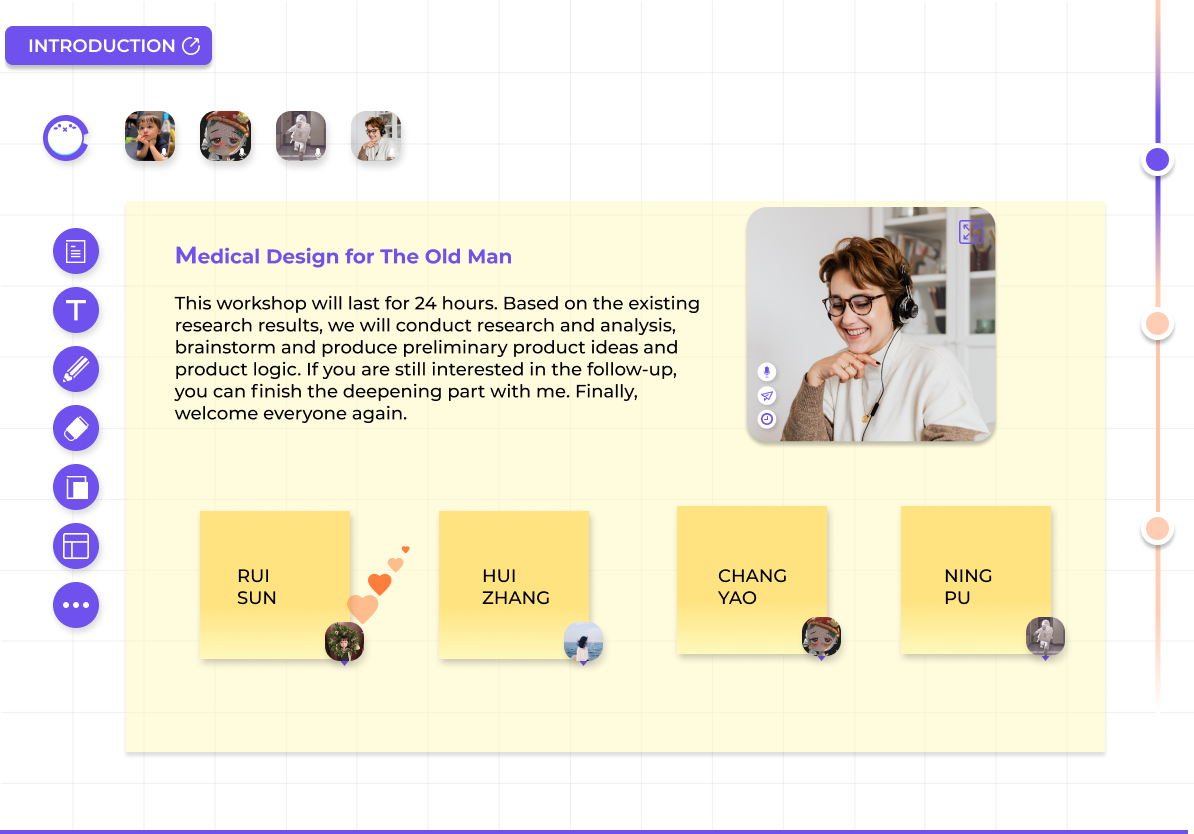 INTRODUCTION
Medical Design for The Old Man
This workshop will last for 24 hours. Based on the existing
research results, we will conduct research and analysis,
brainstorm and produce preliminary product ideas and
product logic. If you are still interested in the follow-up,
you can finish the deepening part with me. Finally,
welcome everyone again.
T
RUI
SUN
HUI
ZHANG
CHANG
YAO
NING
PU